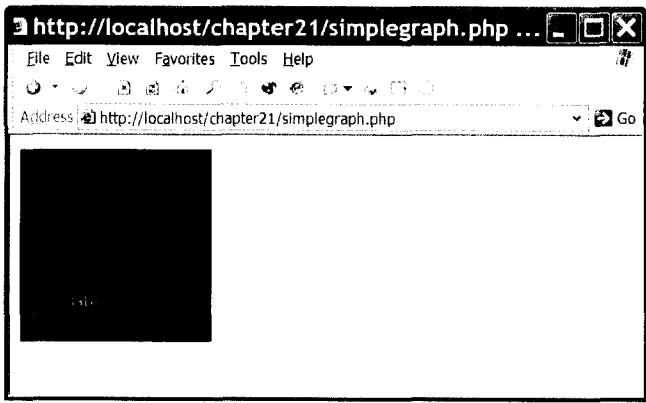 http://localhost/chapter21/simplegraph.php ...
File Edit View Favorites Tools Help
Address http://localhost/chapter21/simplegraph.php Go